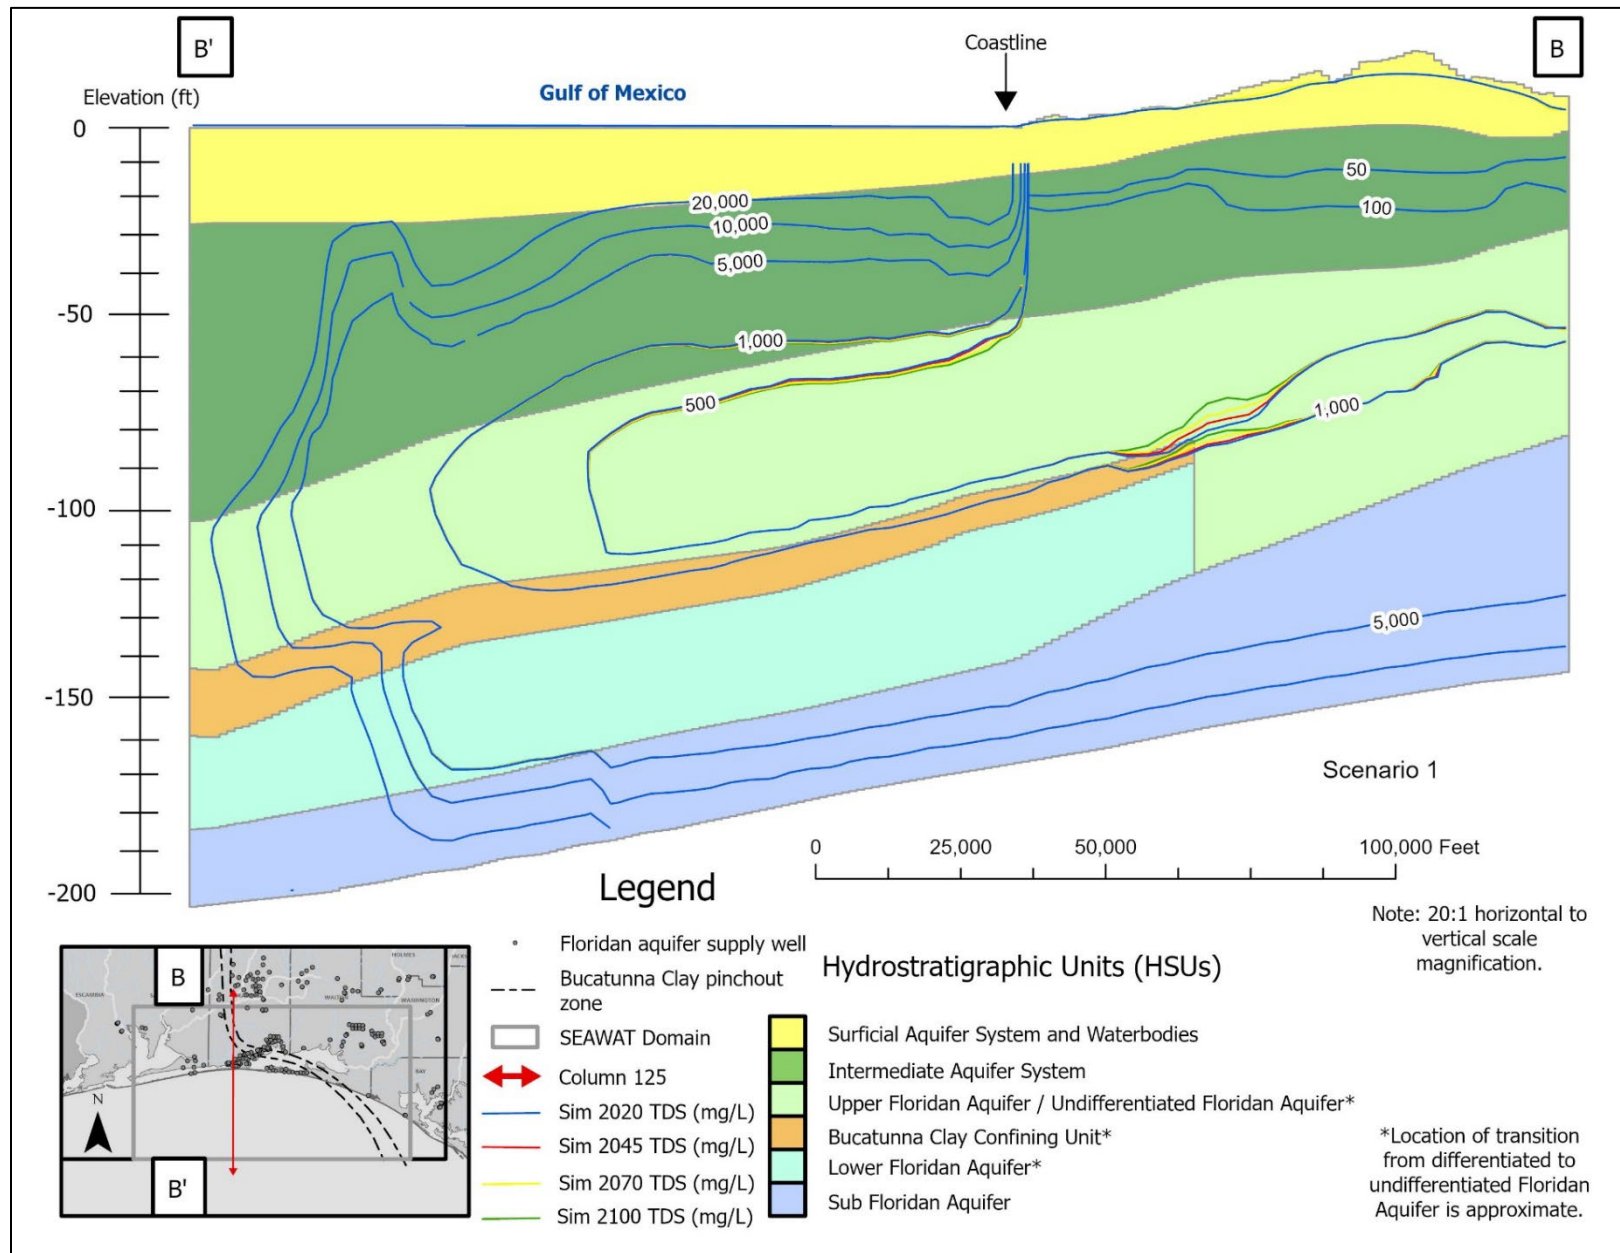 B'
Coastline
B
Elevation (ft)
Gulf of Mexico
0
-50
-100
-150
-200
20,000
10,000
5,000
1,000
500
50
100
1,000
5,000
Scenario 1
0
25,000
50,000
100,000 Feet
Note: 20:1 horizontal to
vertical scale
magnification.
Legend
Floridan aquifer supply well
Bucatunna Clay pinchout
zone
SEAWAT Domain
Column 125
Sim 2020 TDS (mg/L)
Sim 2045 TDS (mg/L)
Sim 2070 TDS (mg/L)
Sim 2100 TDS (mg/L)
Hydrostratigraphic Units (HSUs)
Surficial Aquifer System and Waterbodies
Intermediate Aquifer System
Upper Floridan Aquifer / Undifferentiated Floridan Aquifer*
Bucatunna Clay Confining Unit*
Lower Floridan Aquifer*
Sub Floridan Aquifer
*Location of transition
from differentiated to
undifferentiated Floridan
Aquifer is approximate.
B
HOLMES
ESCAMBIA
WALTON
WASHINGTON
BAY
N
B'